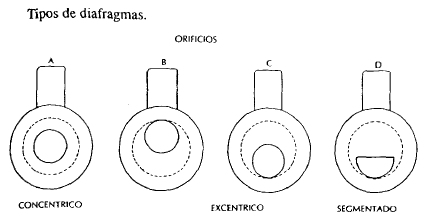 Tipos de diafragmas.
ORIFICIOS
A B C D
CONCENTRICO EXCENTRICO SEGMENTADO